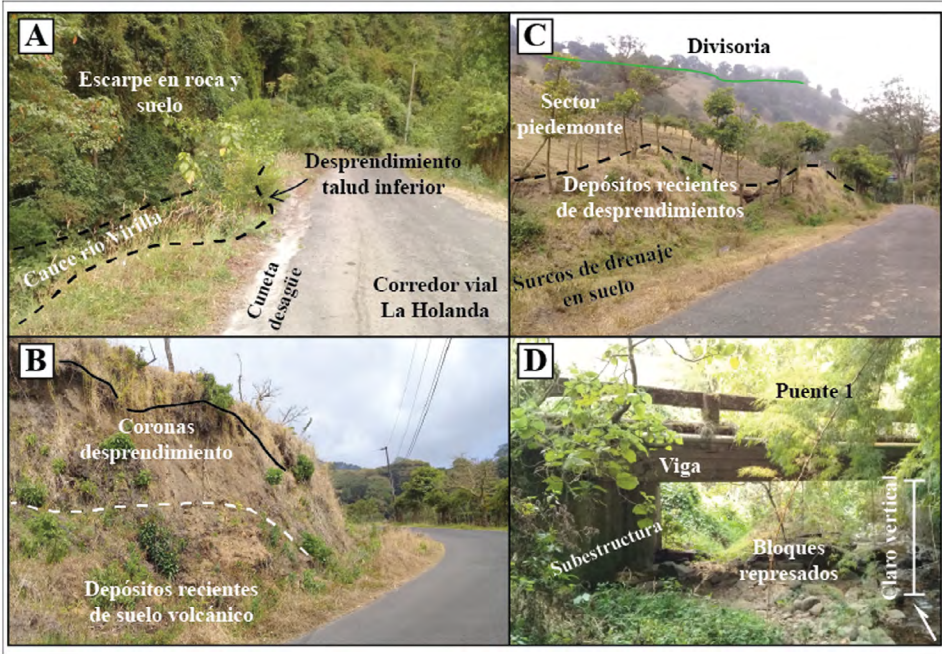 A
Escarpe en roca y
suelo
Desprendimiento
talud inferior
Cauce río Virilla
Cuneta
desagüe
Corredor vial
La Holanda
C
Divisoria
Sector
piedemonte
Depósitos recientes
de desprendimientos
Surcos de drenaje
en suelo
B
Coronas
desprendimiento
Depósitos recientes
de suelo volcánico
D
Puente 1
Viga
Subestructura
Bloques
represados
Claro vertical